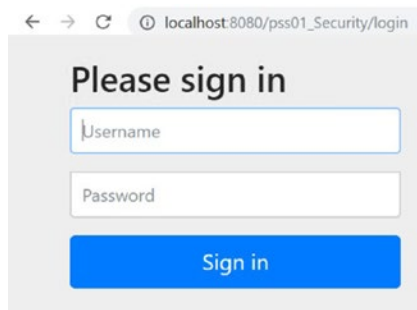 localhost:8080/pss01_Security/login
Please sign in
Username
Password
Sign in